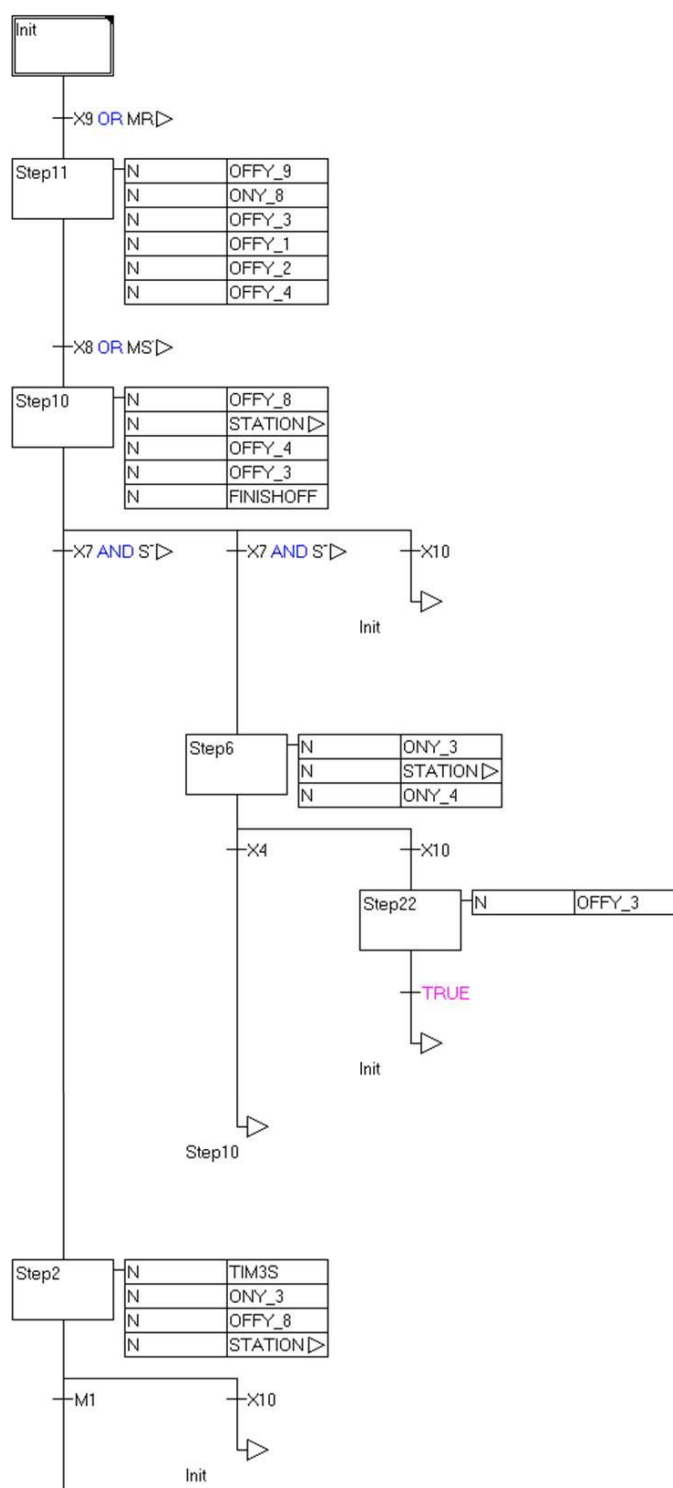 Init
X9 OR MR
Step11
N OFFY_9
N ONY_8
N OFFY_3
N OFFY_1
N OFFY_2
N OFFY_4
X8 OR MS
Step10
N OFFY_8
N STATION
N OFFY_4
N OFFY_3
N FINISHOFF
X7 AND S
X7 AND S
X10
Init
Step6
N ONY_3
N STATION
N ONY_4
X4
X10
Step22
N OFFY_3
TRUE
Init
Step10
Step2
N TIM3S
N ONY_3
N OFFY_8
N STATION
M1
X10
Init